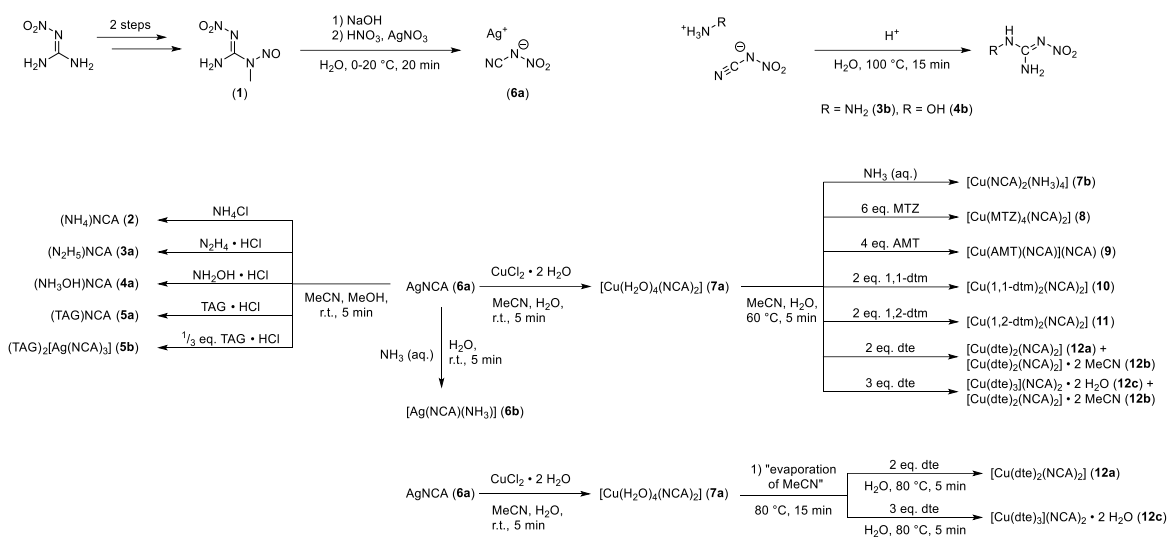 O₂N
N
H₂N
NH₂
2 steps
O₂N
N
H₂N
N
NO
(1)
1) NaOH
2) HNO₃, AgNO₃
H₂O, 0-20 °C, 20 min
Ag⁺
⊖
NC
N
NO₂
(6a)
⁺H₃N
R
⊖
N
N
NO₂
H⁺
H₂O, 100 °C, 15 min
H
R
N
N
NO₂
NH₂
R = NH₂ (3b), R = OH (4b)
(NH₄)NCA (2)
NH₄Cl
(N₂H₅)NCA (3a)
N₂H₄ • HCl
(NH₃OH)NCA (4a)
NH₂OH • HCl
(TAG)NCA (5a)
TAG • HCl
(TAG)₂[Ag(NCA)₃] (5b)
¹/₃ eq. TAG • HCl
MeCN, MeOH,
r.t., 5 min
AgNCA (6a)
CuCl₂ • 2 H₂O
MeCN, H₂O,
r.t., 5 min
NH₃ (aq.)
H₂O,
r.t., 5 min
[Ag(NCA)(NH₃)] (6b)
[Cu(H₂O)₄(NCA)₂] (7a)
MeCN, H₂O,
60 °C, 5 min
NH₃ (aq.)
[Cu(NCA)₂(NH₃)₄] (7b)
6 eq. MTZ
[Cu(MTZ)₄(NCA)₂] (8)
4 eq. AMT
[Cu(AMT)(NCA)](NCA) (9)
2 eq. 1,1-dtm
[Cu(1,1-dtm)₂(NCA)₂] (10)
2 eq. 1,2-dtm
[Cu(1,2-dtm)₂(NCA)₂] (11)
2 eq. dte
[Cu(dte)₂(NCA)₂] (12a) +
[Cu(dte)₂(NCA)₂] • 2 MeCN (12b)
3 eq. dte
[Cu(dte)₃](NCA)₂ • 2 H₂O (12c) +
[Cu(dte)₂(NCA)₂] • 2 MeCN (12b)
AgNCA (6a)
CuCl₂ • 2 H₂O
MeCN, H₂O,
r.t., 5 min
[Cu(H₂O)₄(NCA)₂] (7a)
1) "evaporation
of MeCN"
80 °C, 15 min
2 eq. dte
H₂O, 80 °C, 5 min
[Cu(dte)₂(NCA)₂] (12a)
3 eq. dte
H₂O, 80 °C, 5 min
[Cu(dte)₃](NCA)₂ • 2 H₂O (12c)